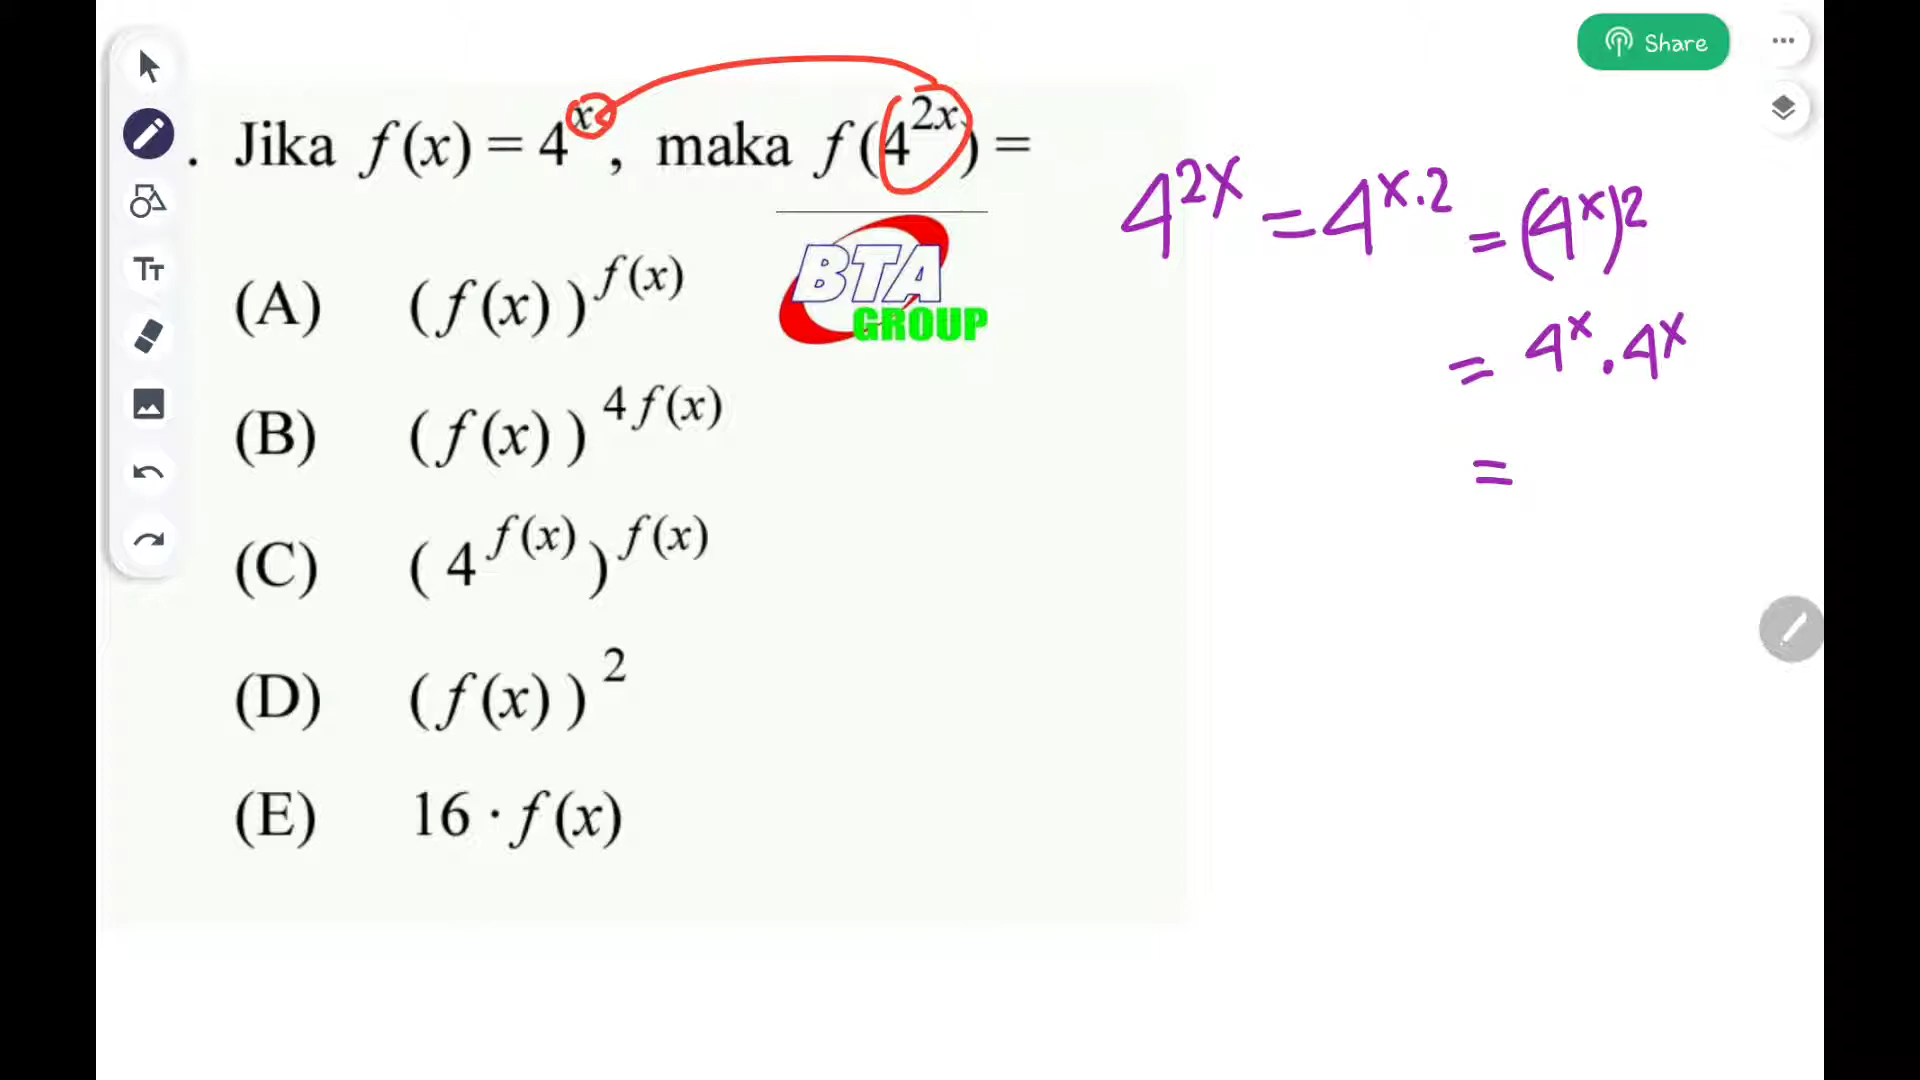 Share
. Jika f(x) = 4^x, maka f(4^{2x}) =
BTA
GROUP
(A) (f(x))^{f(x)}
(B) (f(x))^{4f(x)}
(C) (4^{f(x)})^{f(x)}
(D) (f(x))^2
(E) 16 · f(x)
4^{2x} = 4^{x.2} = (4^x)^2
= 4^x . 4^x
=
Tт